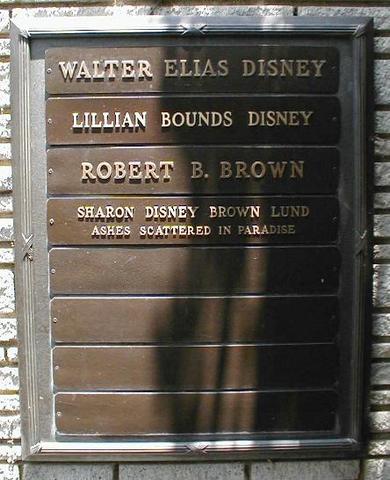 WALTER ELIAS DISNEY
LILLIAN BOUNDS DISNEY
ROBERT B. BROWN
SHARON DISNEY BROWN LUND
ASHES SCATTERED IN PARADISE